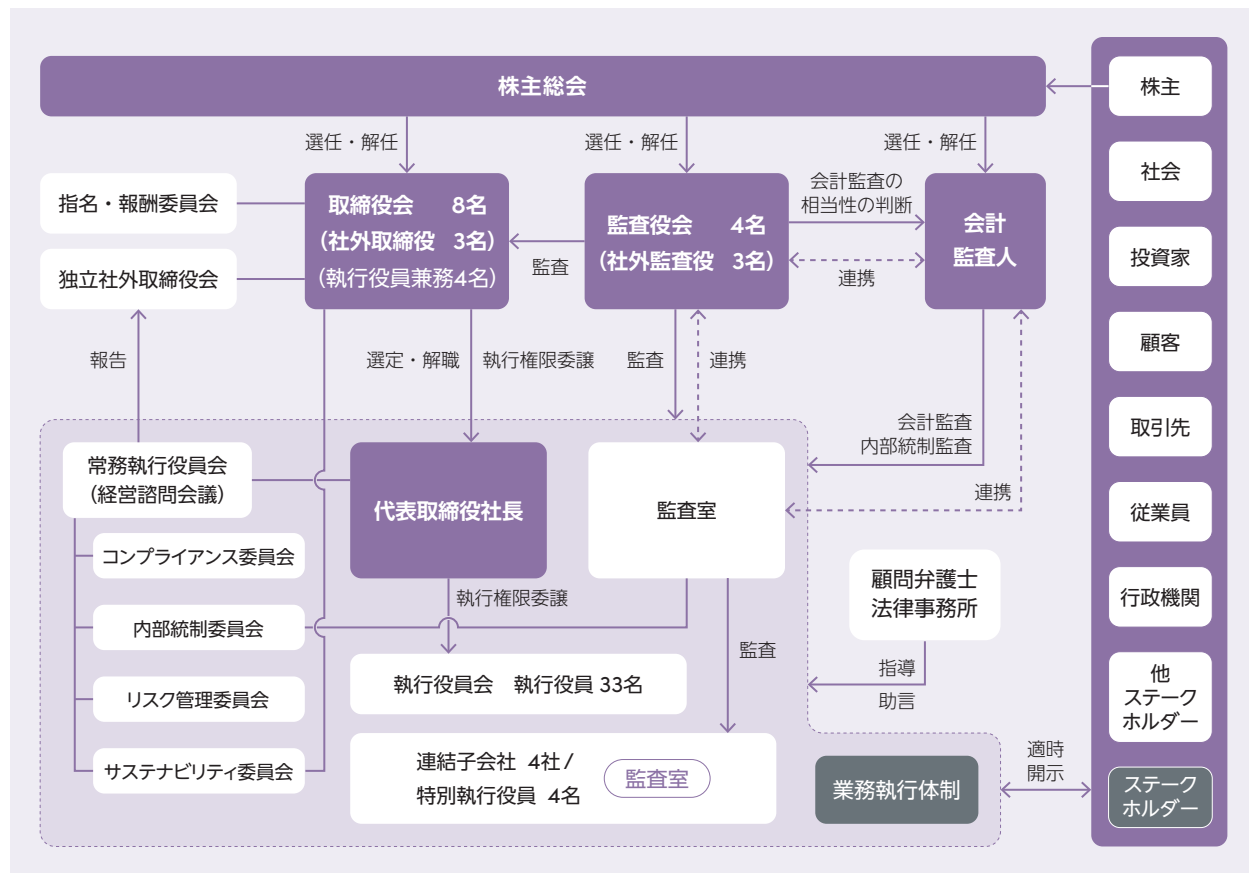 株主総会
選任・解任
選任・解任
選任・解任
指名・報酬委員会
独立社外取締役会
取締役会　8名
(社外取締役　3名)
(執行役員兼務4名)
監査
監査役会　4名
(社外監査役　3名)
会計監査の
相当性の判断
連携
会計
監査人
報告
選定・解職
執行権限委譲
監査
連携
会計監査
内部統制監査
連携
常務執行役員会
(経営諮問会議)
代表取締役社長
監査室
コンプライアンス委員会
内部統制委員会
リスク管理委員会
サステナビリティ委員会
執行権限委譲
執行役員会　執行役員 33名
監査
連結子会社 4社/
特別執行役員 4名
監査室
顧問弁護士
法律事務所
指導
助言
業務執行体制
適時
開示
株主
社会
投資家
顧客
取引先
従業員
行政機関
他
ステーク
ホルダー
ステーク
ホルダー